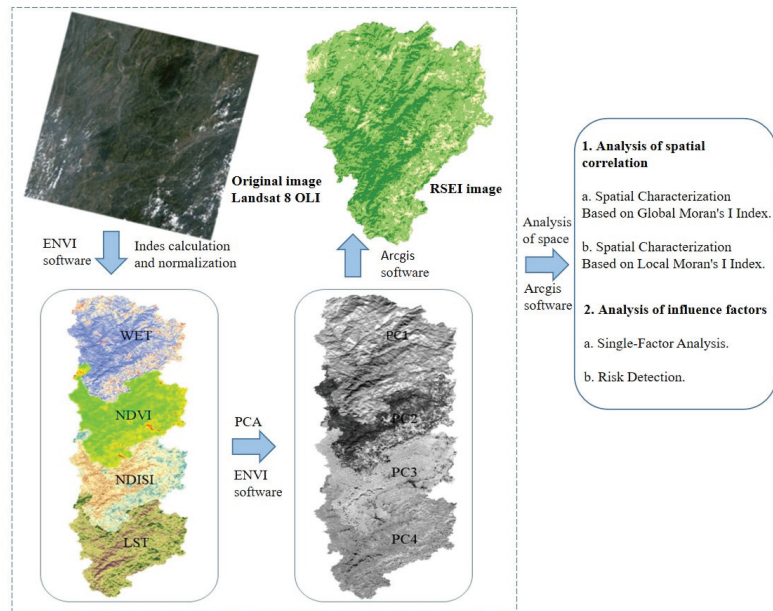 Original image
Landsat 8 OLI
RSEI image
ENVI
software
Indes calculation
and normalization
Arcgis
software
WET
NDVI
NDISI
LST
PCA
ENVI
software
PC1
PC2
PC3
PC4
Analysis
of space
Arcgis
software
1. Analysis of spatial
correlation
a. Spatial Characterization
Based on Global Moran's I Index.
b. Spatial Characterization
Based on Local Moran's I Index.
2. Analysis of influence factors
a. Single-Factor Analysis.
b. Risk Detection.